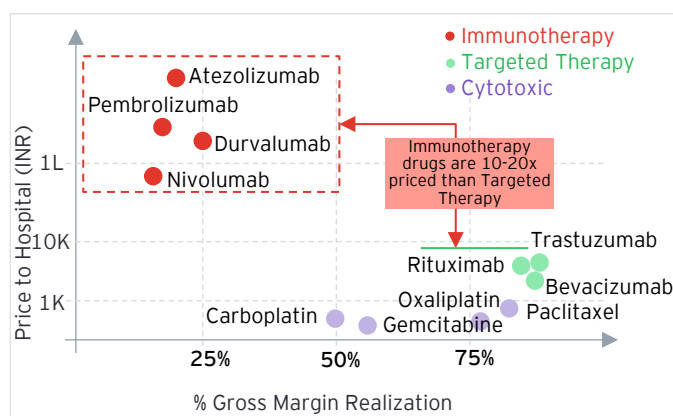 Immunotherapy
Targeted Therapy
Cytotoxic
Atezolizumab
Pembrolizumab
Durvalumab
Nivolumab
Immunotherapy
drugs are 10-20x
priced than Targeted
Therapy
Price to Hospital (INR)
1L
10K
1K
Trastuzumab
Rituximab
Bevacizumab
Oxaliplatin
Paclitaxel
Carboplatin
Gemcitabine
25%
50%
75%
% Gross Margin Realization